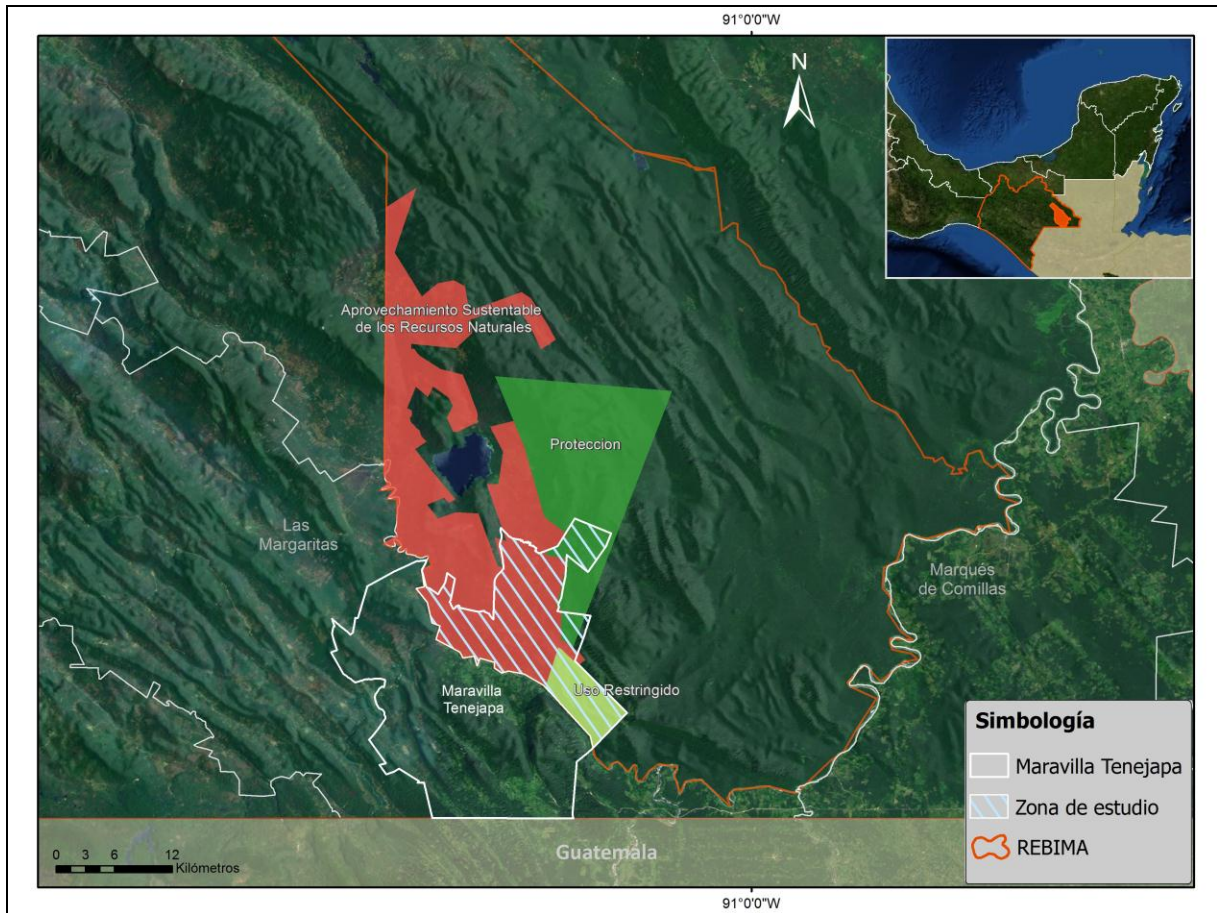 91°0'0"W
N
Aprovechamiento Sustentable
de los Recursos Naturales
Proteccion
Las
Margaritas
Marqués
de Comillas
Maravilla
Tenejapa
Uso Restringido
Simbología
Maravilla Tenejapa
Zona de estudio
REBIMA
Guatemala
0 3 6 12
Kilómetros
91°0'0"W